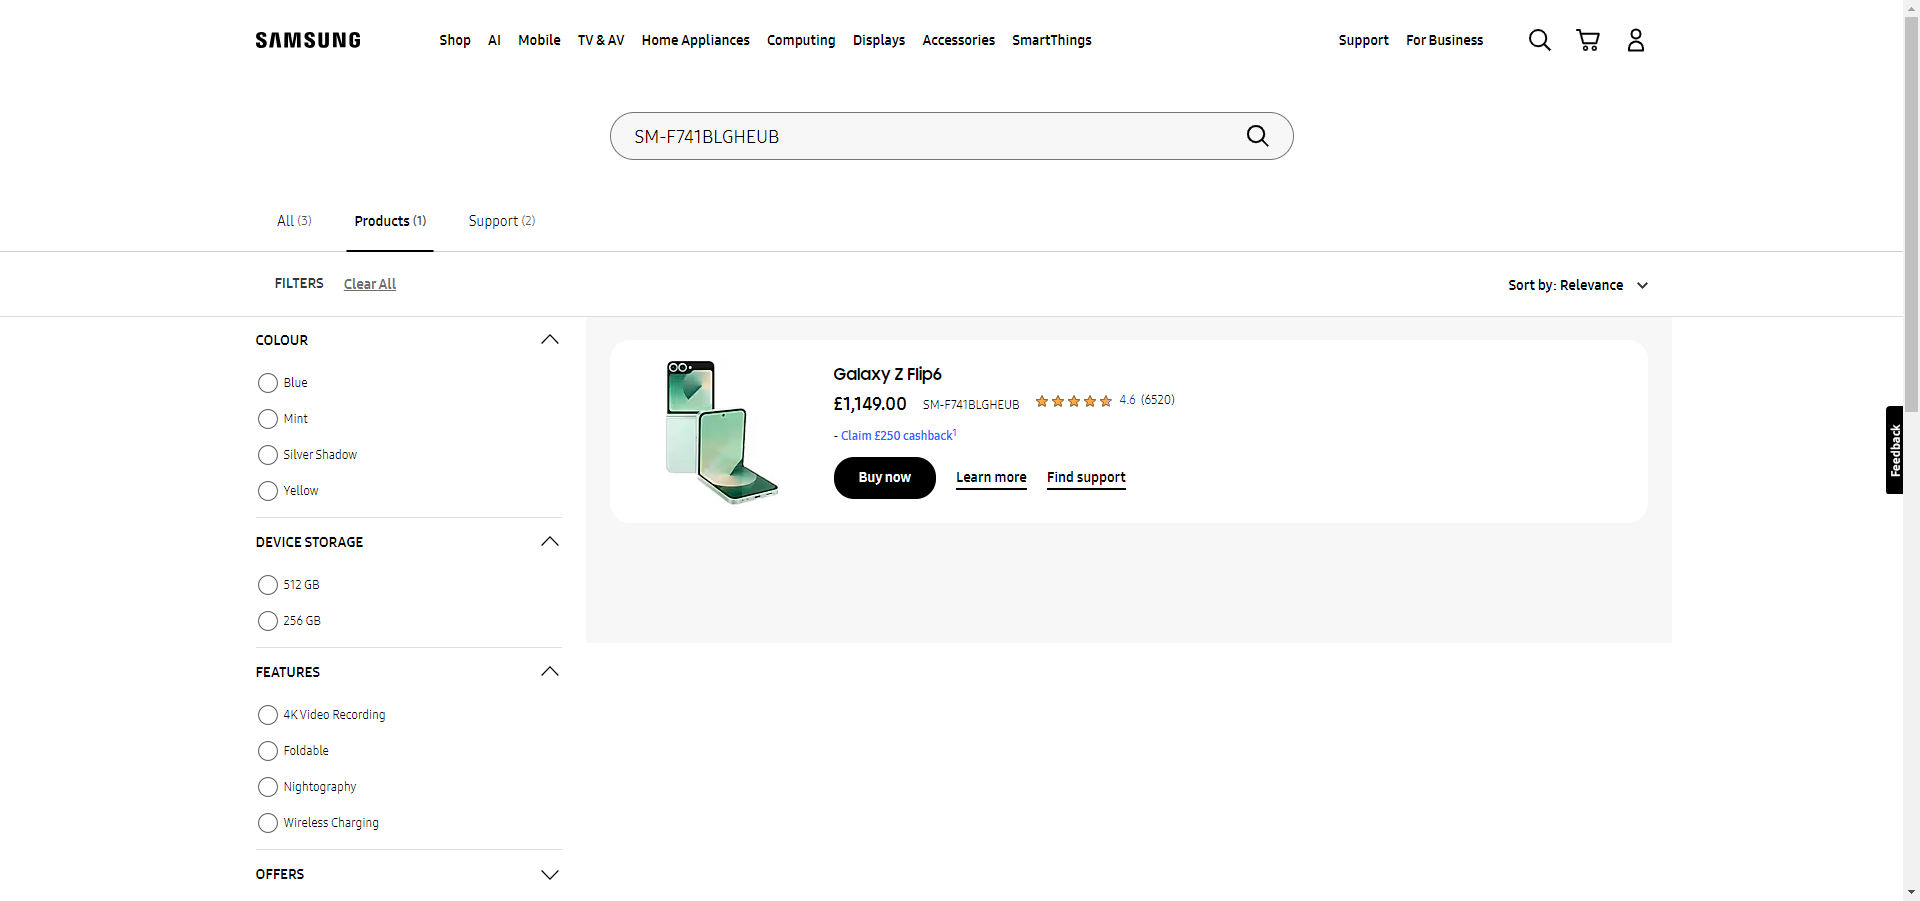 SAMSUNG
Shop AI Mobile TV & AV Home Appliances Computing Displays Accessories SmartThings Support For Business
SM-F741BLGHEUB
All (3) Products (1) Support (2)
FILTERS Clear All Sort by: Relevance
COLOUR
Blue
Mint
Silver Shadow
Yellow
DEVICE STORAGE
512 GB
256 GB
FEATURES
4K Video Recording
Foldable
Nightography
Wireless Charging
OFFERS
Galaxy Z Flip6
£1,149.00 SM-F741BLGHEUB 4.6 (6520)
- Claim £250 cashback¹
Buy now Learn more Find support
Feedback